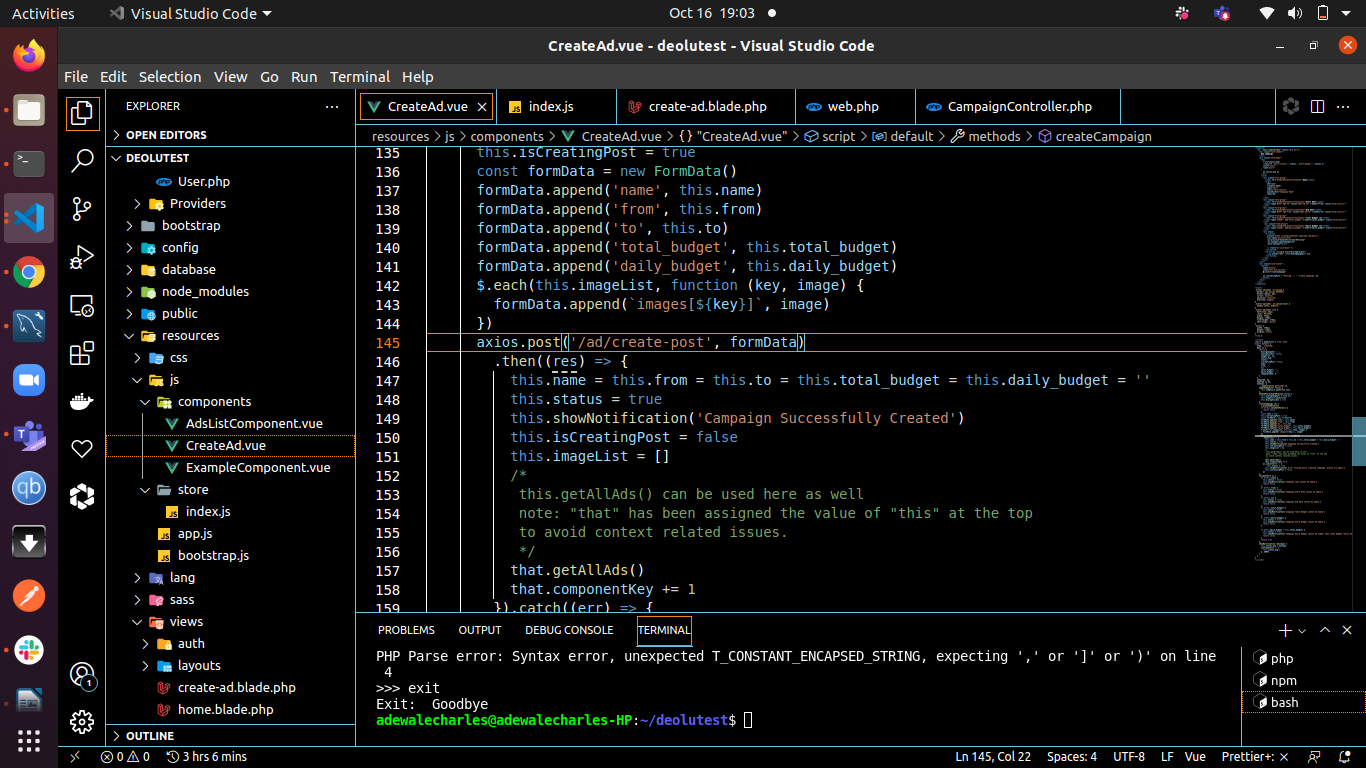 Activities
Visual Studio Code
Oct 16 19:03
CreateAd.vue - deolutest - Visual Studio Code
File Edit Selection View Go Run Terminal Help
EXPLORER
OPEN EDITORS
DEOLUTEST
User.php
Providers
bootstrap
config
database
node_modules
public
resources
css
js
components
AdsListComponent.vue
CreateAd.vue
ExampleComponent.vue
store
index.js
app.js
bootstrap.js
lang
sass
views
auth
layouts
create-ad.blade.php
home.blade.php
OUTLINE
CreateAd.vue
index.js
create-ad.blade.php
web.php
CampaignController.php
resources > js > components > CreateAd.vue > {} "CreateAd.vue" > script > default > methods > createCampaign
135 this.isCreatingPost = true
136 const formData = new FormData()
137 formData.append('name', this.name)
138 formData.append('from', this.from)
139 formData.append('to', this.to)
140 formData.append('total_budget', this.total_budget)
141 formData.append('daily_budget', this.daily_budget)
142 $.each(this.imageList, function (key, image) {
143 formData.append(`images[${key}]`, image)
144 })
145 axios.post('/ad/create-post', formData)
146 .then((res) => {
147 this.name = this.from = this.to = this.total_budget = this.daily_budget = ''
148 this.status = true
149 this.showNotification('Campaign Successfully Created')
150 this.isCreatingPost = false
151 this.imageList = []
152 /*
153 this.getAllAds() can be used here as well
154 note: "that" has been assigned the value of "this" at the top
155 to avoid context related issues.
156 */
157 that.getAllAds()
158 that.componentKey += 1
159 }).catch((err) => {
PROBLEMS OUTPUT DEBUG CONSOLE TERMINAL
PHP Parse error: Syntax error, unexpected T_CONSTANT_ENCAPSED_STRING, expecting ',' or ']' or ')' on line
4
>>> exit
Exit: Goodbye
adewalecharles@adewalecharles-HP:~/deolutest$
php
npm
bash
qb
1
0 0 3 hrs 6 mins
Ln 145, Col 22 Spaces: 4 UTF-8 LF Vue Prettier+: ×